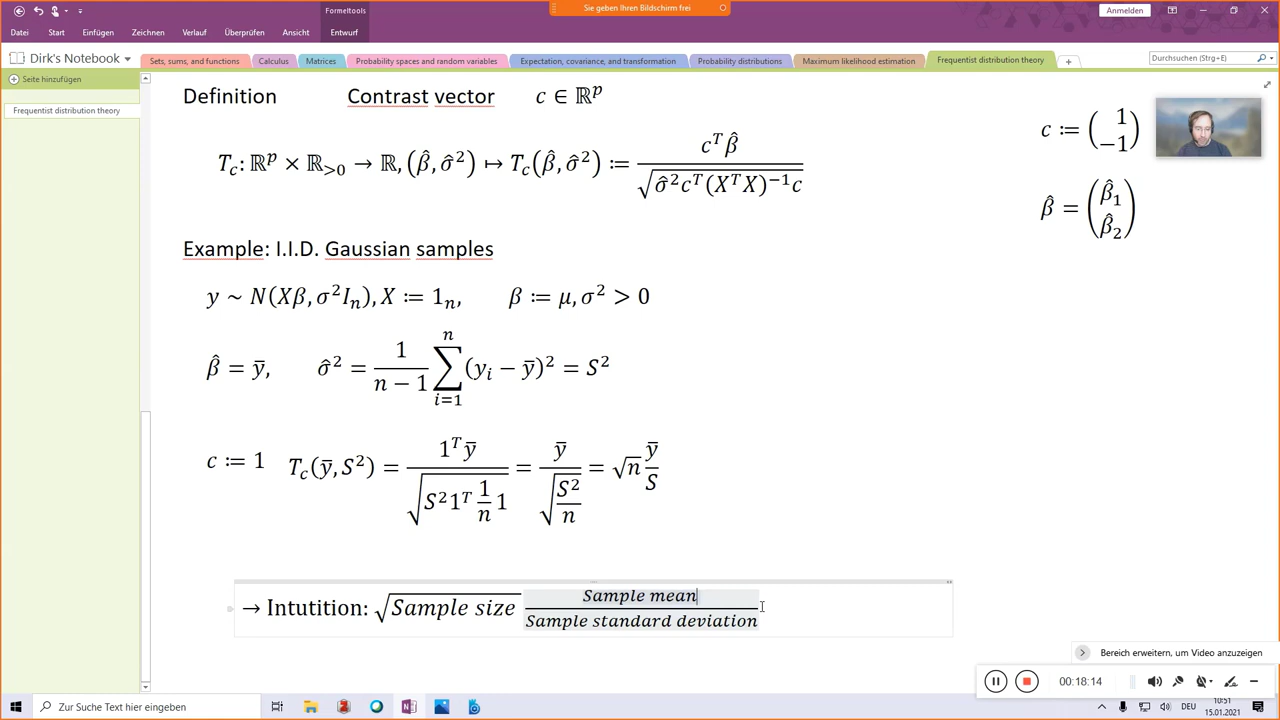 Formeltools
Sie geben Ihren Bildschirm frei
Anmelden
Datei Start Einfügen Zeichnen Verlauf Überprüfen Ansicht Entwurf
Dirk's Notebook
Sets, sums, and functions Calculus Matrices Probability spaces and random variables Expectation, covariance, and transformation Probability distributions Maximum likelihood estimation Frequentist distribution theory
Durchsuchen (Strg+E)
Seite hinzufügen
Frequentist distribution theory
Definition Contrast vector c ∈ ℝ^p
c ≔ (1 −1)
T_c: ℝ^p × ℝ_{>0} → ℝ, (β̂, σ̂²) ↦ T_c(β̂, σ̂²) ≔ c^T β̂ / √(σ̂² c^T (X^T X)^{−1} c)
β̂ = (β̂_1 β̂_2)
Example: I.I.D. Gaussian samples
y ~ N(Xβ, σ² I_n), X ≔ 1_n, β ≔ μ, σ² > 0
β̂ = ȳ, σ̂² = 1/(n − 1) ∑_{i=1}^{n} (y_i − ȳ)² = S²
c ≔ 1 T_c(ȳ, S²) = 1^T ȳ / √(S² 1^T 1/n 1) = ȳ / √(S²/n) = √n ȳ/S
→ Intutition: √Sample size Sample mean / Sample standard deviation
Bereich erweitern, um Video anzuzeigen
00:18:14
Zur Suche Text hier eingeben
DEU
10:51
15.01.2021